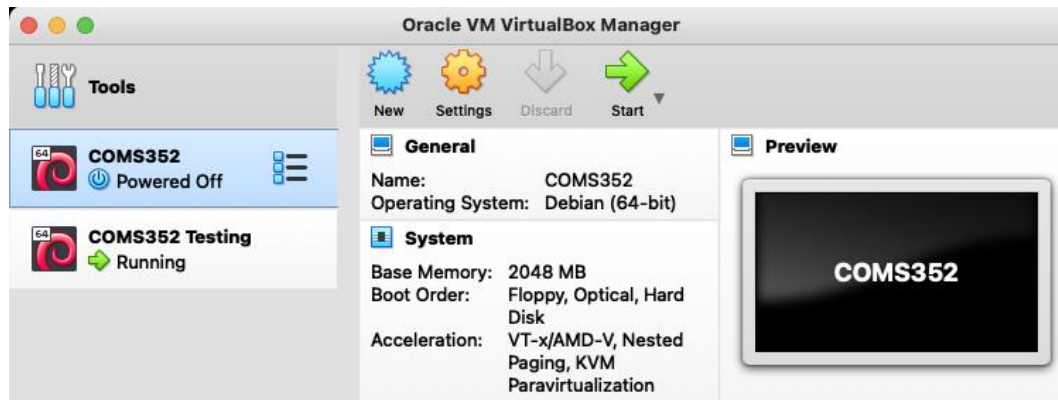 Oracle VM VirtualBox Manager
Tools
New Settings Discard Start
64
COMS352
Powered Off
64
COMS352 Testing
Running
General
Name: COMS352
Operating System: Debian (64-bit)
System
Base Memory: 2048 MB
Boot Order: Floppy, Optical, Hard
Disk
Acceleration: VT-x/AMD-V, Nested
Paging, KVM
Paravirtualization
Preview
COMS352